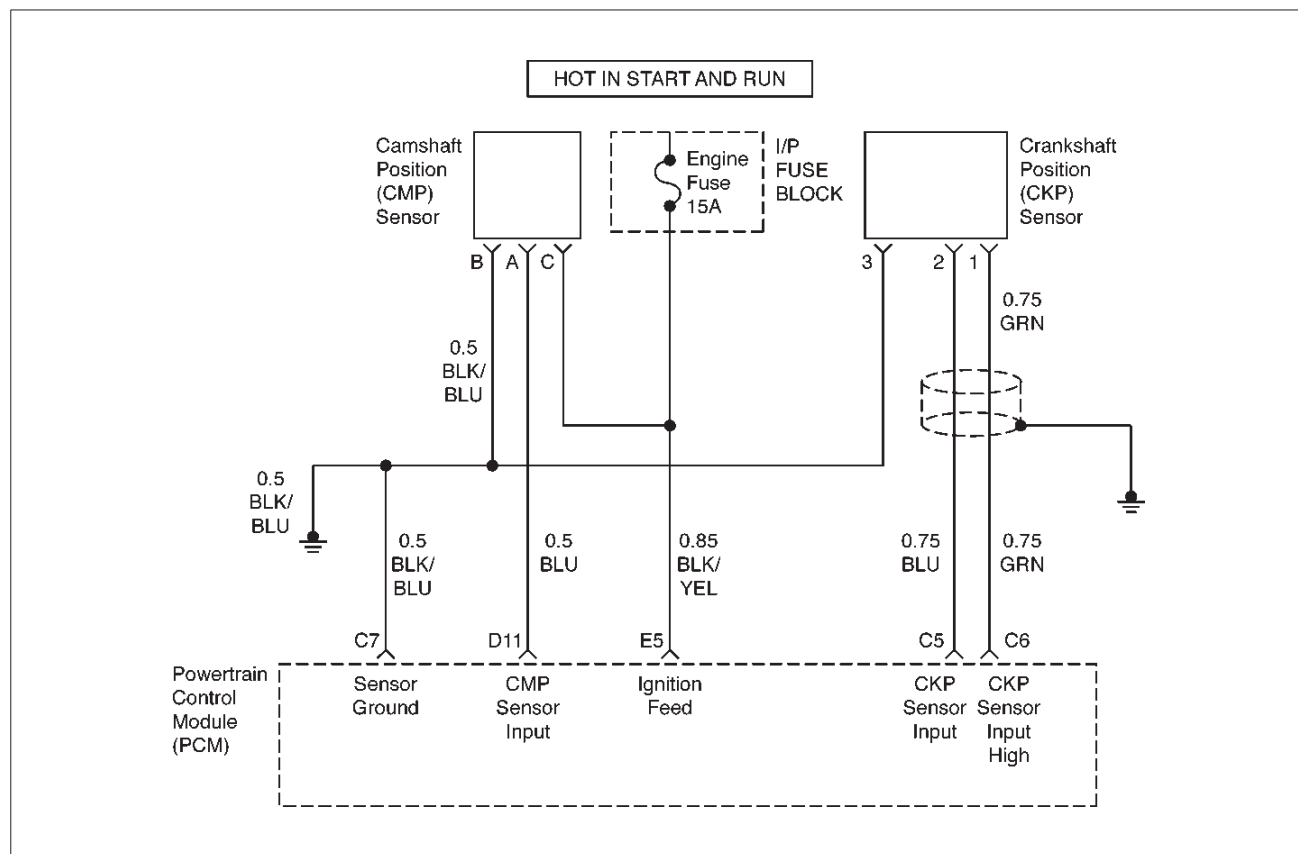 HOT IN START AND RUN
Camshaft
Position
(CMP)
Sensor
Engine
Fuse
15A
I/P
FUSE
BLOCK
Crankshaft
Position
(CKP)
Sensor
B
A
C
3
2
1
0.75
GRN
0.5
BLK/
BLU
0.5
BLK/
BLU
0.5
BLK/
BLU
0.5
BLU
0.85
BLK/
YEL
0.75
BLU
0.75
GRN
C7
D11
E5
C5
C6
Powertrain
Control
Module
(PCM)
Sensor
Ground
CMP
Sensor
Input
Ignition
Feed
CKP
Sensor
Input
CKP
Sensor
Input
High